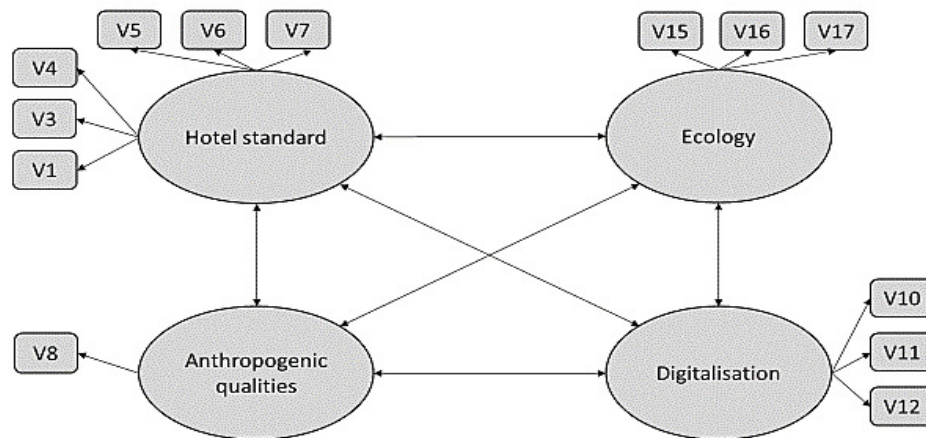 V5
V6
V7
V15
V16
V17
V4
V3
V1
Hotel standard
Ecology
V8
Anthropogenic
qualities
Digitalisation
V10
V11
V12